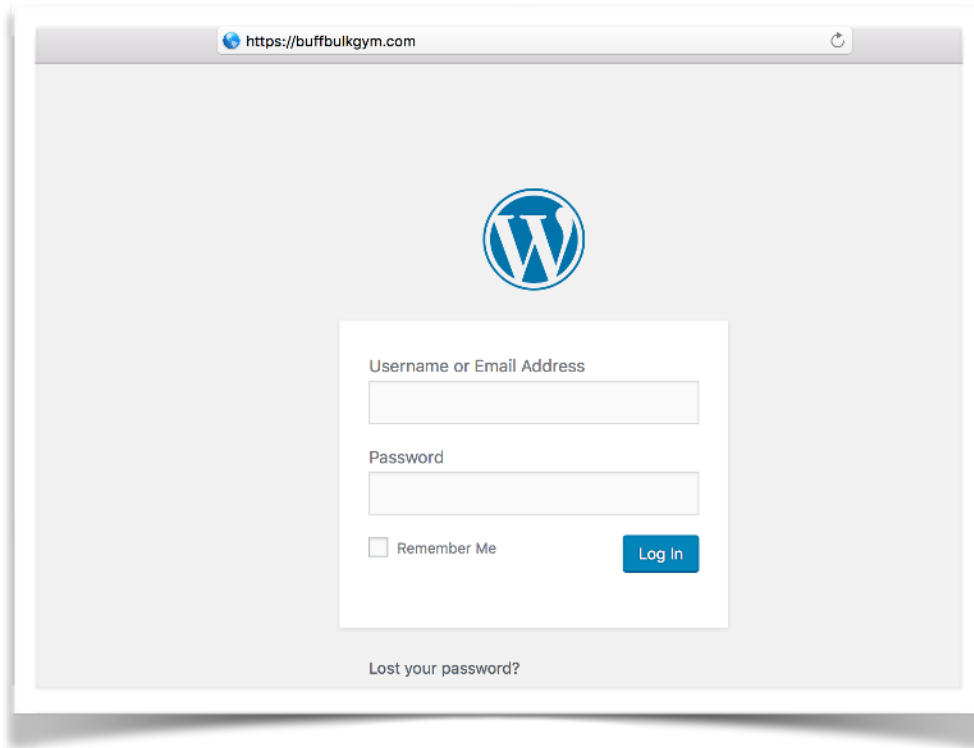 https://buffbulkgym.com
Username or Email Address
Password
Remember Me
Log In
Lost your password?